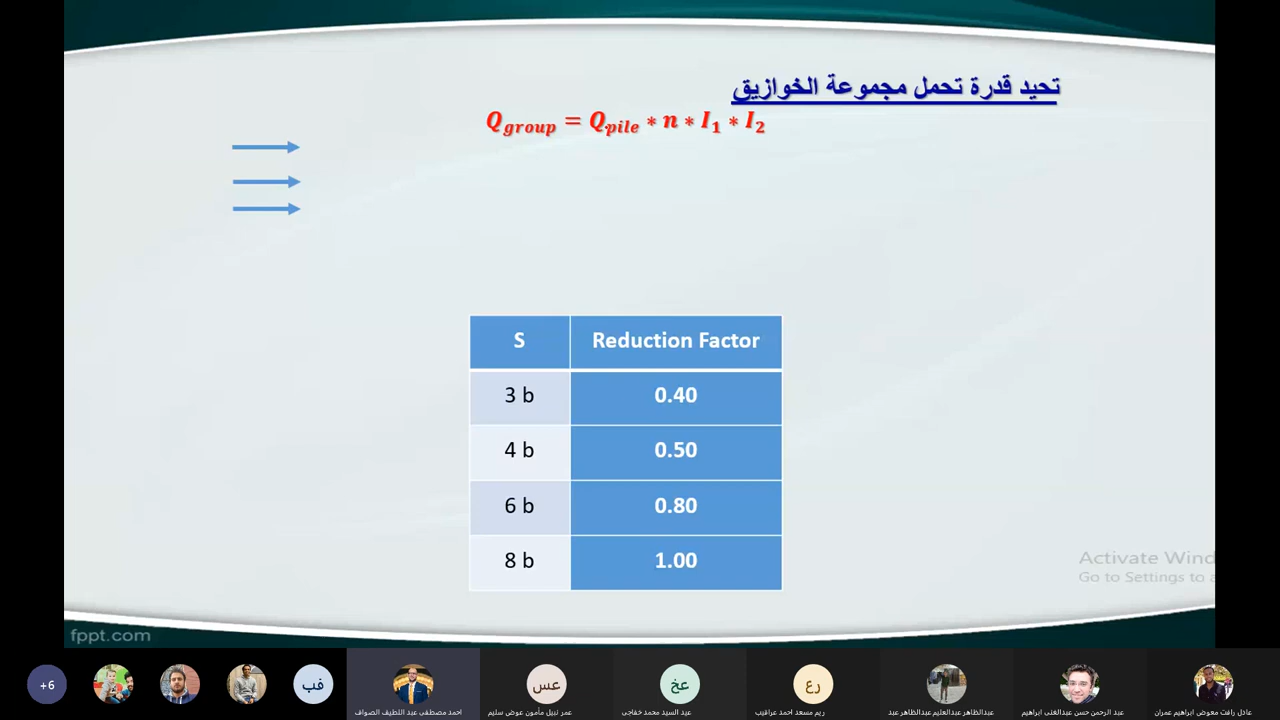 تحيد قدرة تحمل مجموعة الخوازيق
Q_group = Q_pile * n * I_1 * I_2
S Reduction Factor
3 b 0.40
4 b 0.50
6 b 0.80
8 b 1.00
Activate Wind
Go to Settings to a
fppt.com
+6
فب
احمد مصطفى عبد اللطيف الصواف
عس
عمر نبيل مأمون عوض سليم
عخ
عبد السيد محمد خفاجى
رع
ريم مسعد احمد عراقيب
عبدالظاهر عبدالعليم عبدالظاهر عبد
عبد الرحمن حسن عبدالغنى ابراهيم
عادل رافت معوض ابراهيم عمران